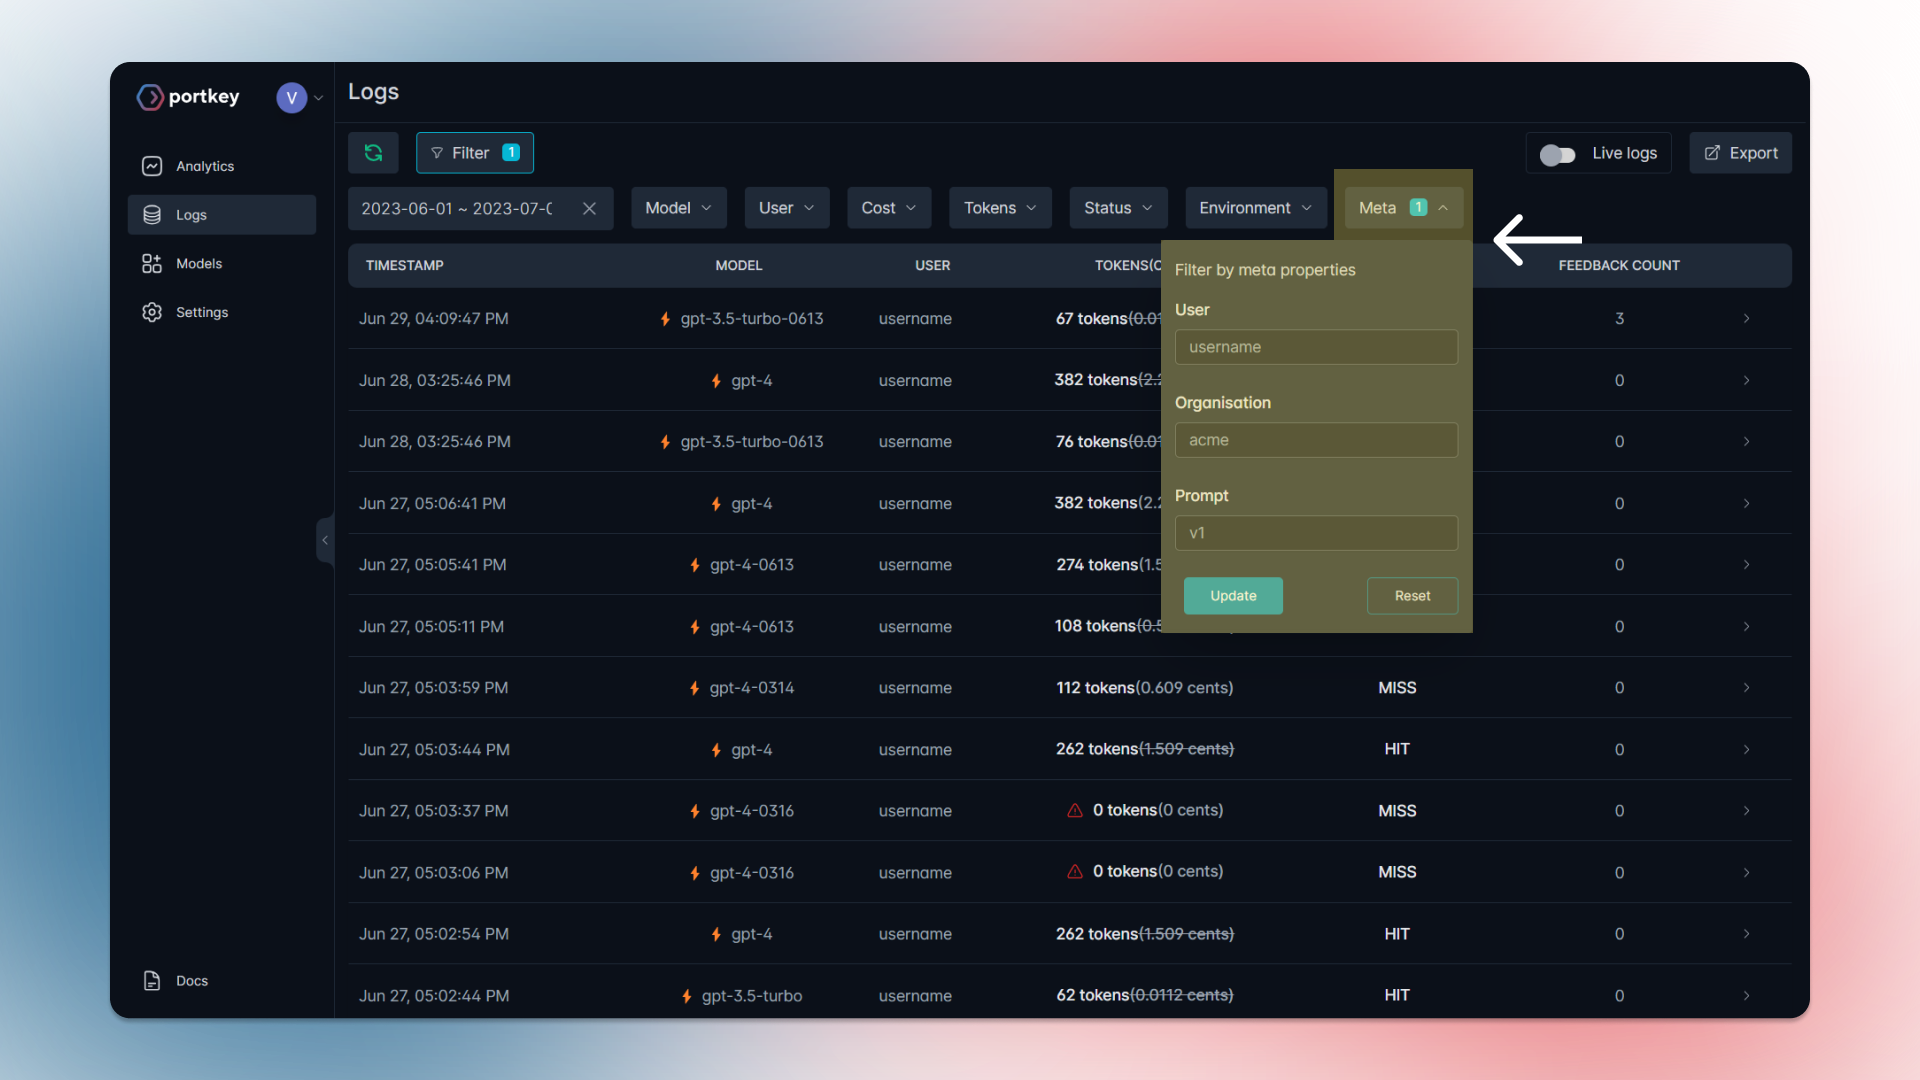 portkey
V
Analytics
Logs
Models
Settings
Docs
Logs
Filter 1
Live logs
Export
2023-06-01 ~ 2023-07-0
Model
User
Cost
Tokens
Status
Environment
Meta 1
TIMESTAMP MODEL USER TOKENS(C FEEDBACK COUNT
Jun 29, 04:09:47 PM gpt-3.5-turbo-0613 username 67 tokens(0.01 3
Jun 28, 03:25:46 PM gpt-4 username 382 tokens(2.2 0
Jun 28, 03:25:46 PM gpt-3.5-turbo-0613 username 76 tokens(0.01 0
Jun 27, 05:06:41 PM gpt-4 username 382 tokens(2.2 0
Jun 27, 05:05:41 PM gpt-4-0613 username 274 tokens(1.5 0
Jun 27, 05:05:11 PM gpt-4-0613 username 108 tokens(0.5 0
Jun 27, 05:03:59 PM gpt-4-0314 username 112 tokens(0.609 cents) MISS 0
Jun 27, 05:03:44 PM gpt-4 username 262 tokens(1.509 cents) HIT 0
Jun 27, 05:03:37 PM gpt-4-0316 username 0 tokens(0 cents) MISS 0
Jun 27, 05:03:06 PM gpt-4-0316 username 0 tokens(0 cents) MISS 0
Jun 27, 05:02:54 PM gpt-4 username 262 tokens(1.509 cents) HIT 0
Jun 27, 05:02:44 PM gpt-3.5-turbo username 62 tokens(0.0112 cents) HIT 0
Filter by meta properties
User
username
Organisation
acme
Prompt
v1
Update
Reset